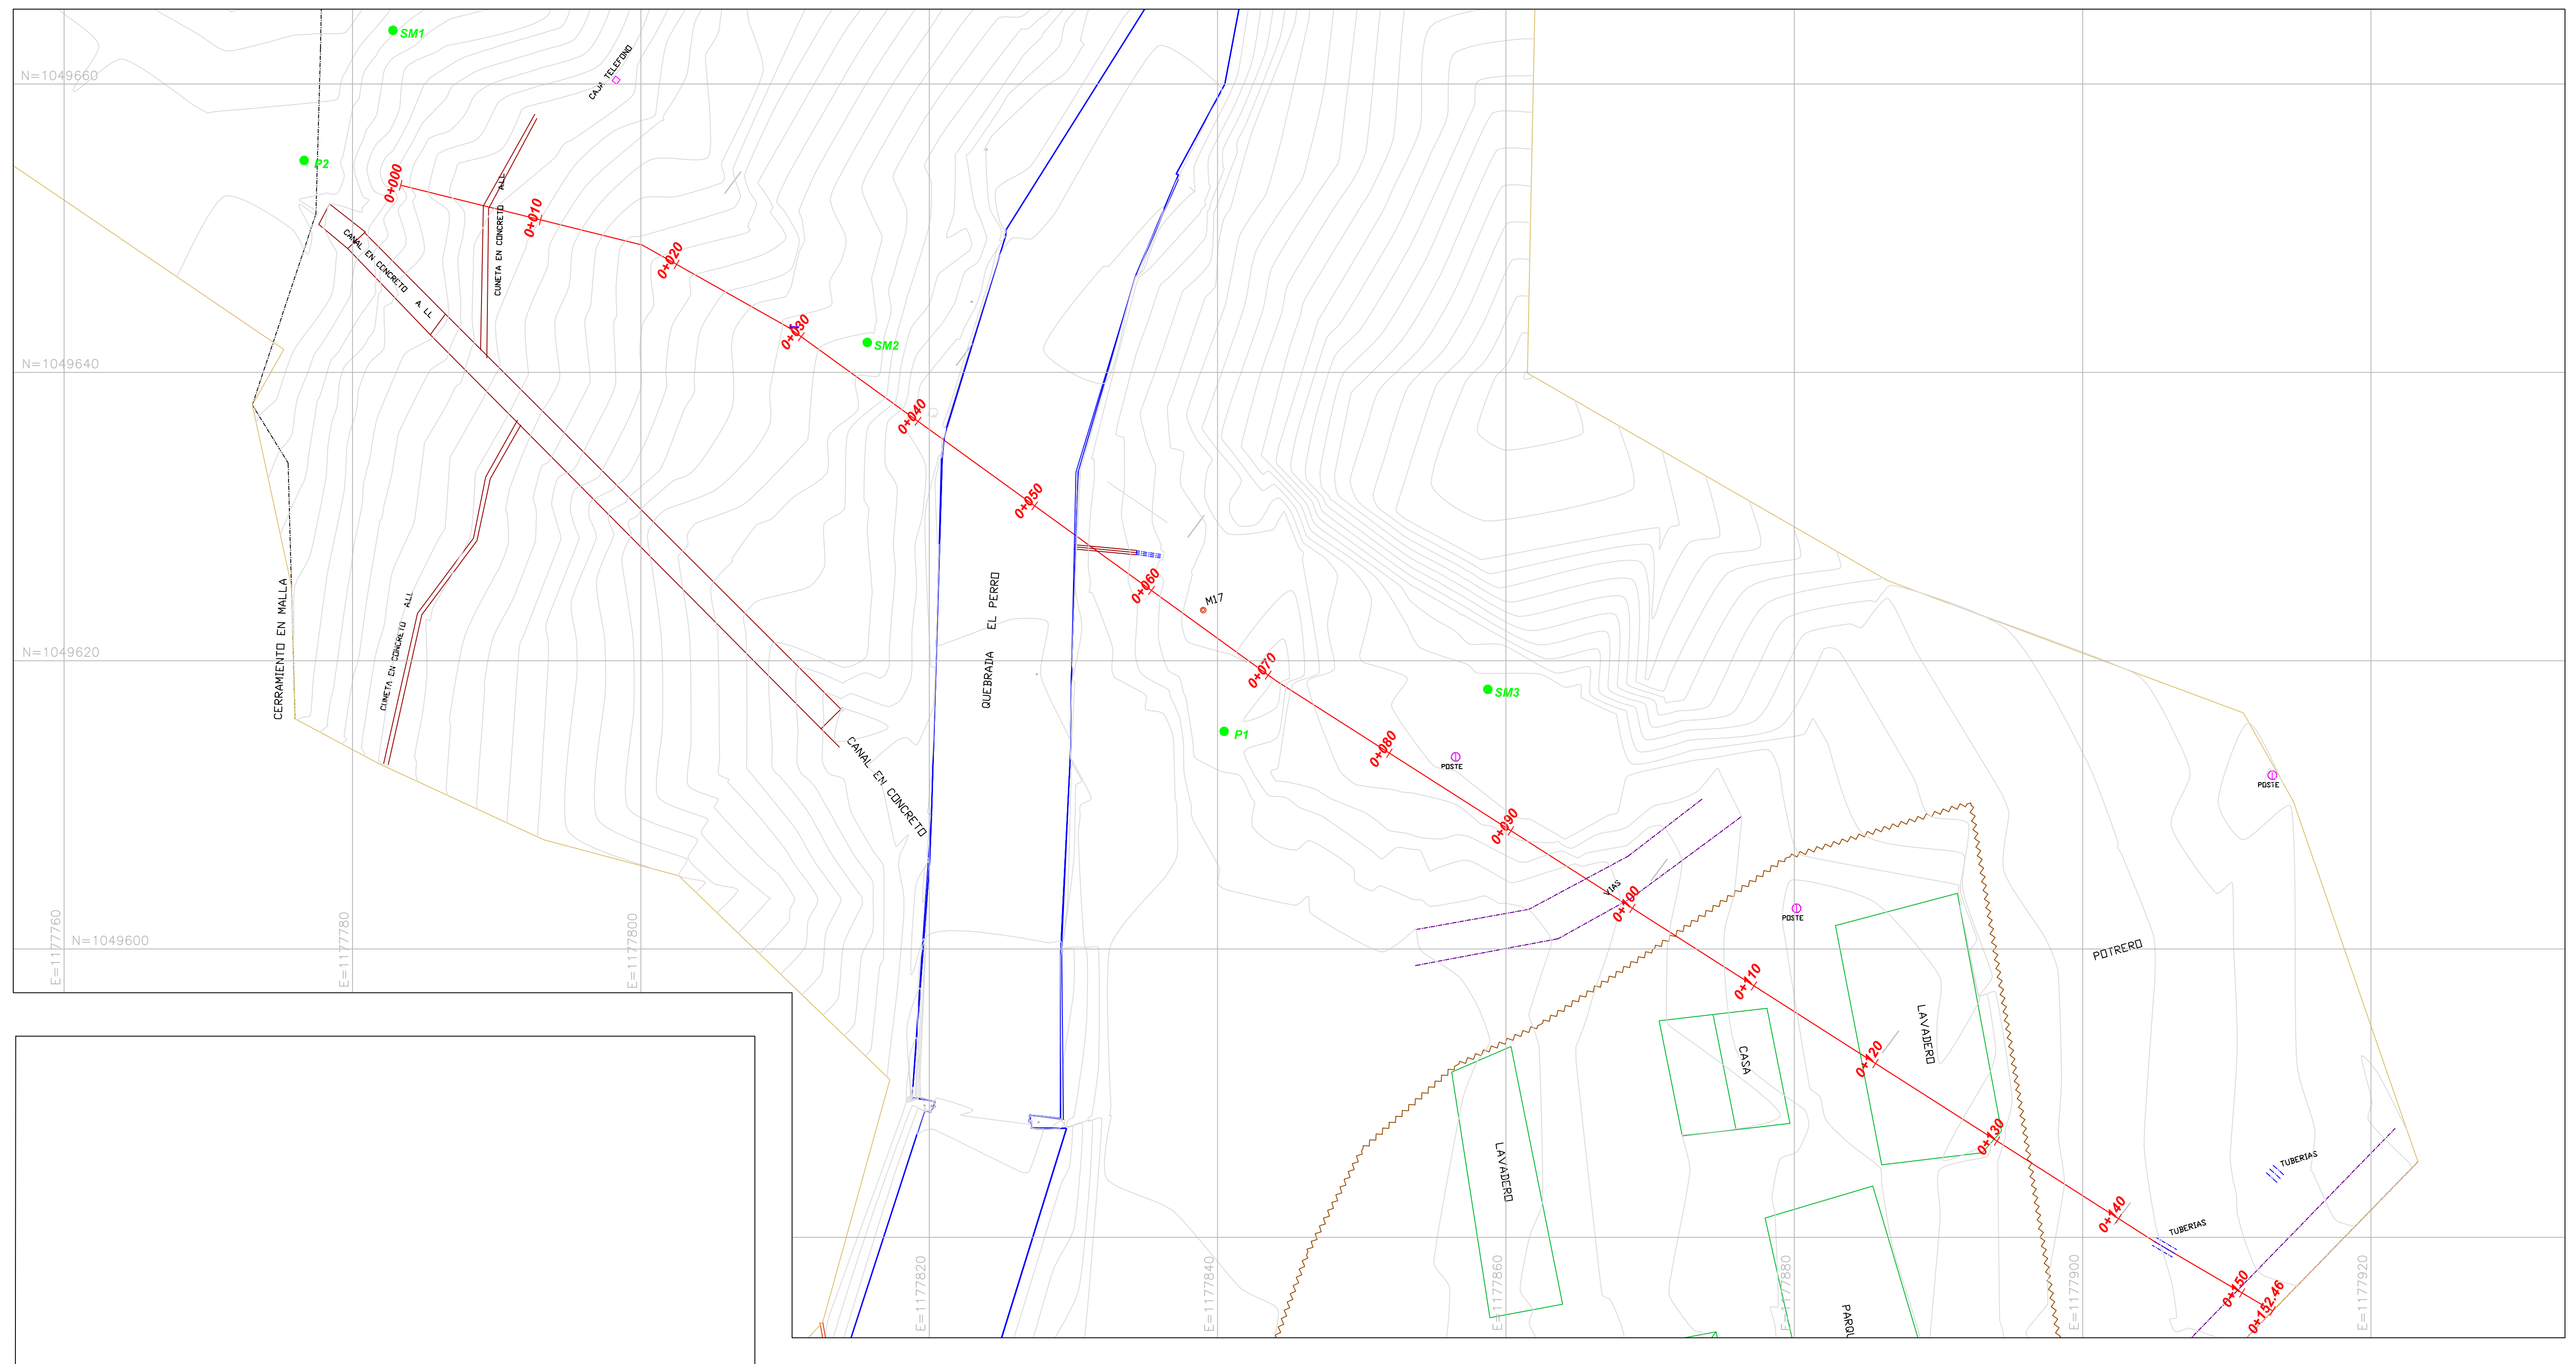 SM1
CAJA TELEFONO
N=1049660
P2
0+000
ALL
CUNETA EN CONCRETO
0+010
CANAL EN CONCRETO A LL
0+020
0+030
SM2
N=1049640
0+040
0+050
0+060
M17
QUEBRADA EL PERRO
CERRAMIENTO EN MALLA
CUNETA EN CONCRETO ALL
N=1049620
0+070
SM3
P1
0+080
POSTE
POSTE
CANAL EN CONCRETO
0+090
VIAS
0+100
POSTE
E=1177760
N=1049600
E=1177780
E=1177800
POTRERO
0+110
LAVADERO
CASA
0+120
LAVADERO
0+130
TUBERIAS
0+140
TUBERIAS
E=1177820
E=1177840
E=1177860
E=1177880
E=1177900
E=1177920
0+150
0+152.46
PARQU